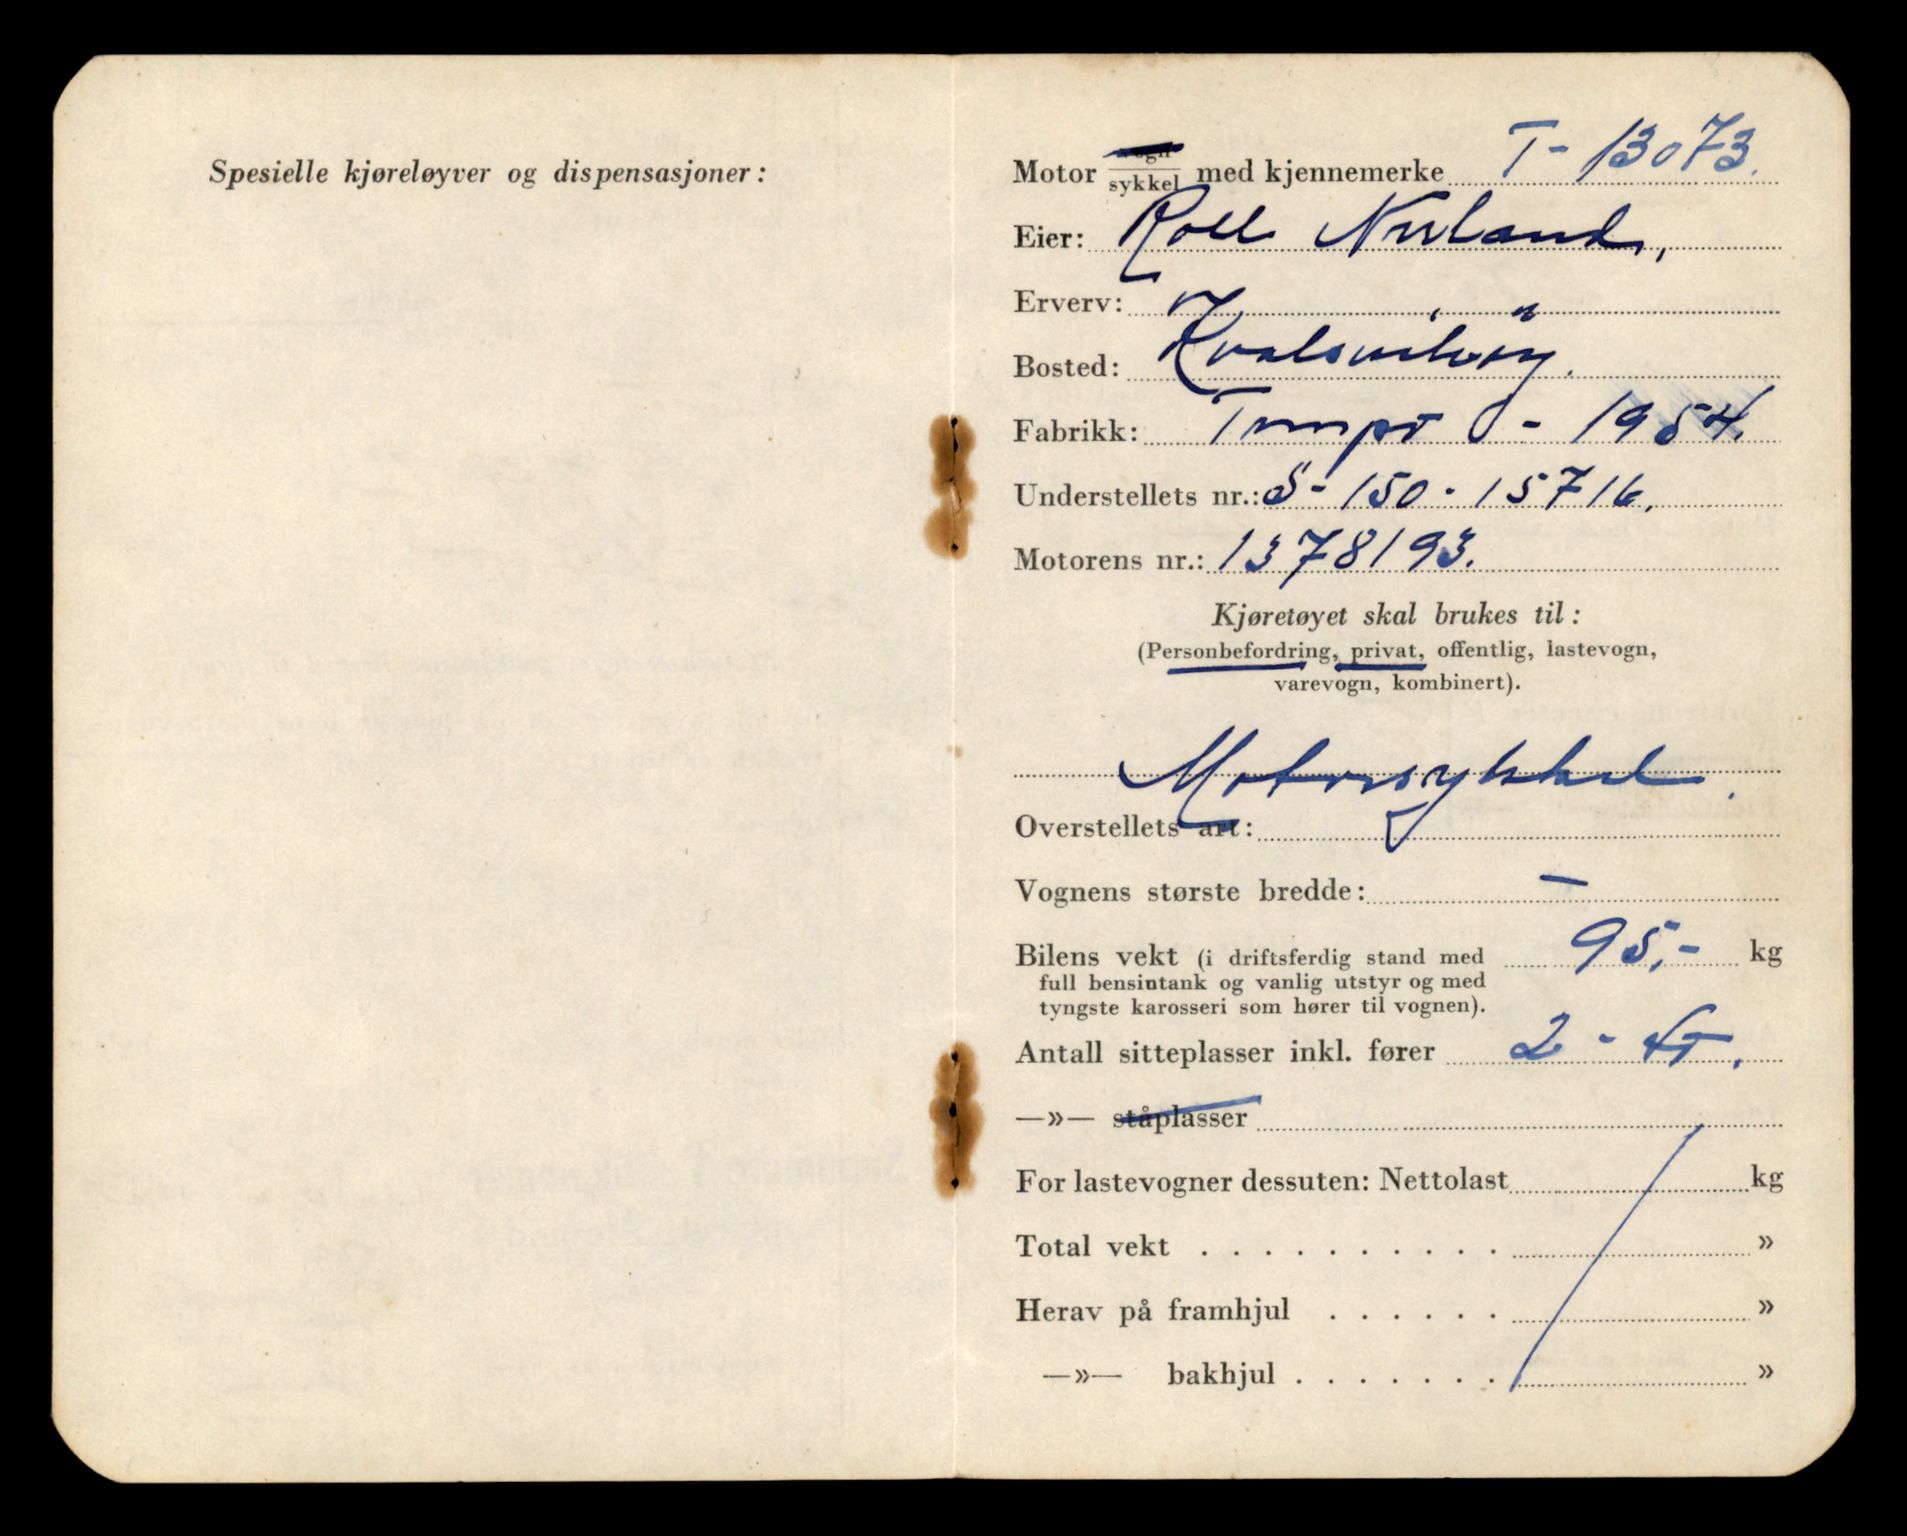 Spesielle kjøreløyver og dispensasjoner:
Motor vogn/sykkel med kjennemerke T-13073.
Eier: Rolf Nerland,
Erverv:
Bosted: Kvalsvikvåg.
Fabrikk: Tempo - 1954.
Understellets nr.: S-150-15716.
Motorens nr.: 1378193.
Kjøretøyet skal brukes til:
(Personbefordring, privat, offentlig, lastevogn,
varevogn, kombinert).
Motorsykkel.
Overstellets art:
Vognens største bredde: —
Bilens vekt (i driftsferdig stand med 95,- kg
full bensintank og vanlig utstyr og med
tyngste karosseri som hører til vognen).
Antall sitteplasser inkl. fører 2 -
—»— ståplasser
For lastevogner dessuten: Nettolast kg
Total vekt . . . . . . . . . . »
Herav på framhjul . . . . . . »
—»— bakhjul . . . . . . . »